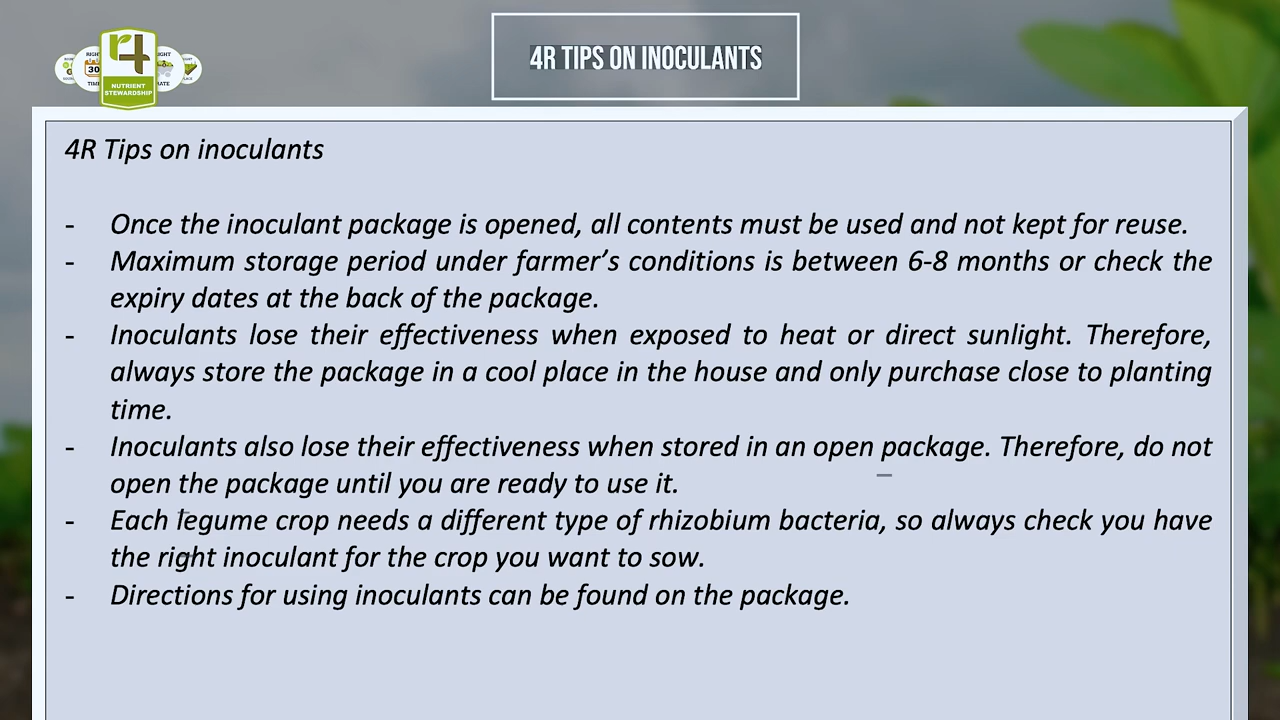 RIGHT
30
TIME
NUTRIENT
STEWARDSHIP
4R TIPS ON INOCULANTS
4R Tips on inoculants
- Once the inoculant package is opened, all contents must be used and not kept for reuse.
- Maximum storage period under farmer’s conditions is between 6-8 months or check the
expiry dates at the back of the package.
- Inoculants lose their effectiveness when exposed to heat or direct sunlight. Therefore,
always store the package in a cool place in the house and only purchase close to planting
time.
- Inoculants also lose their effectiveness when stored in an open package. Therefore, do not
open the package until you are ready to use it.
- Each legume crop needs a different type of rhizobium bacteria, so always check you have
the right inoculant for the crop you want to sow.
- Directions for using inoculants can be found on the package.